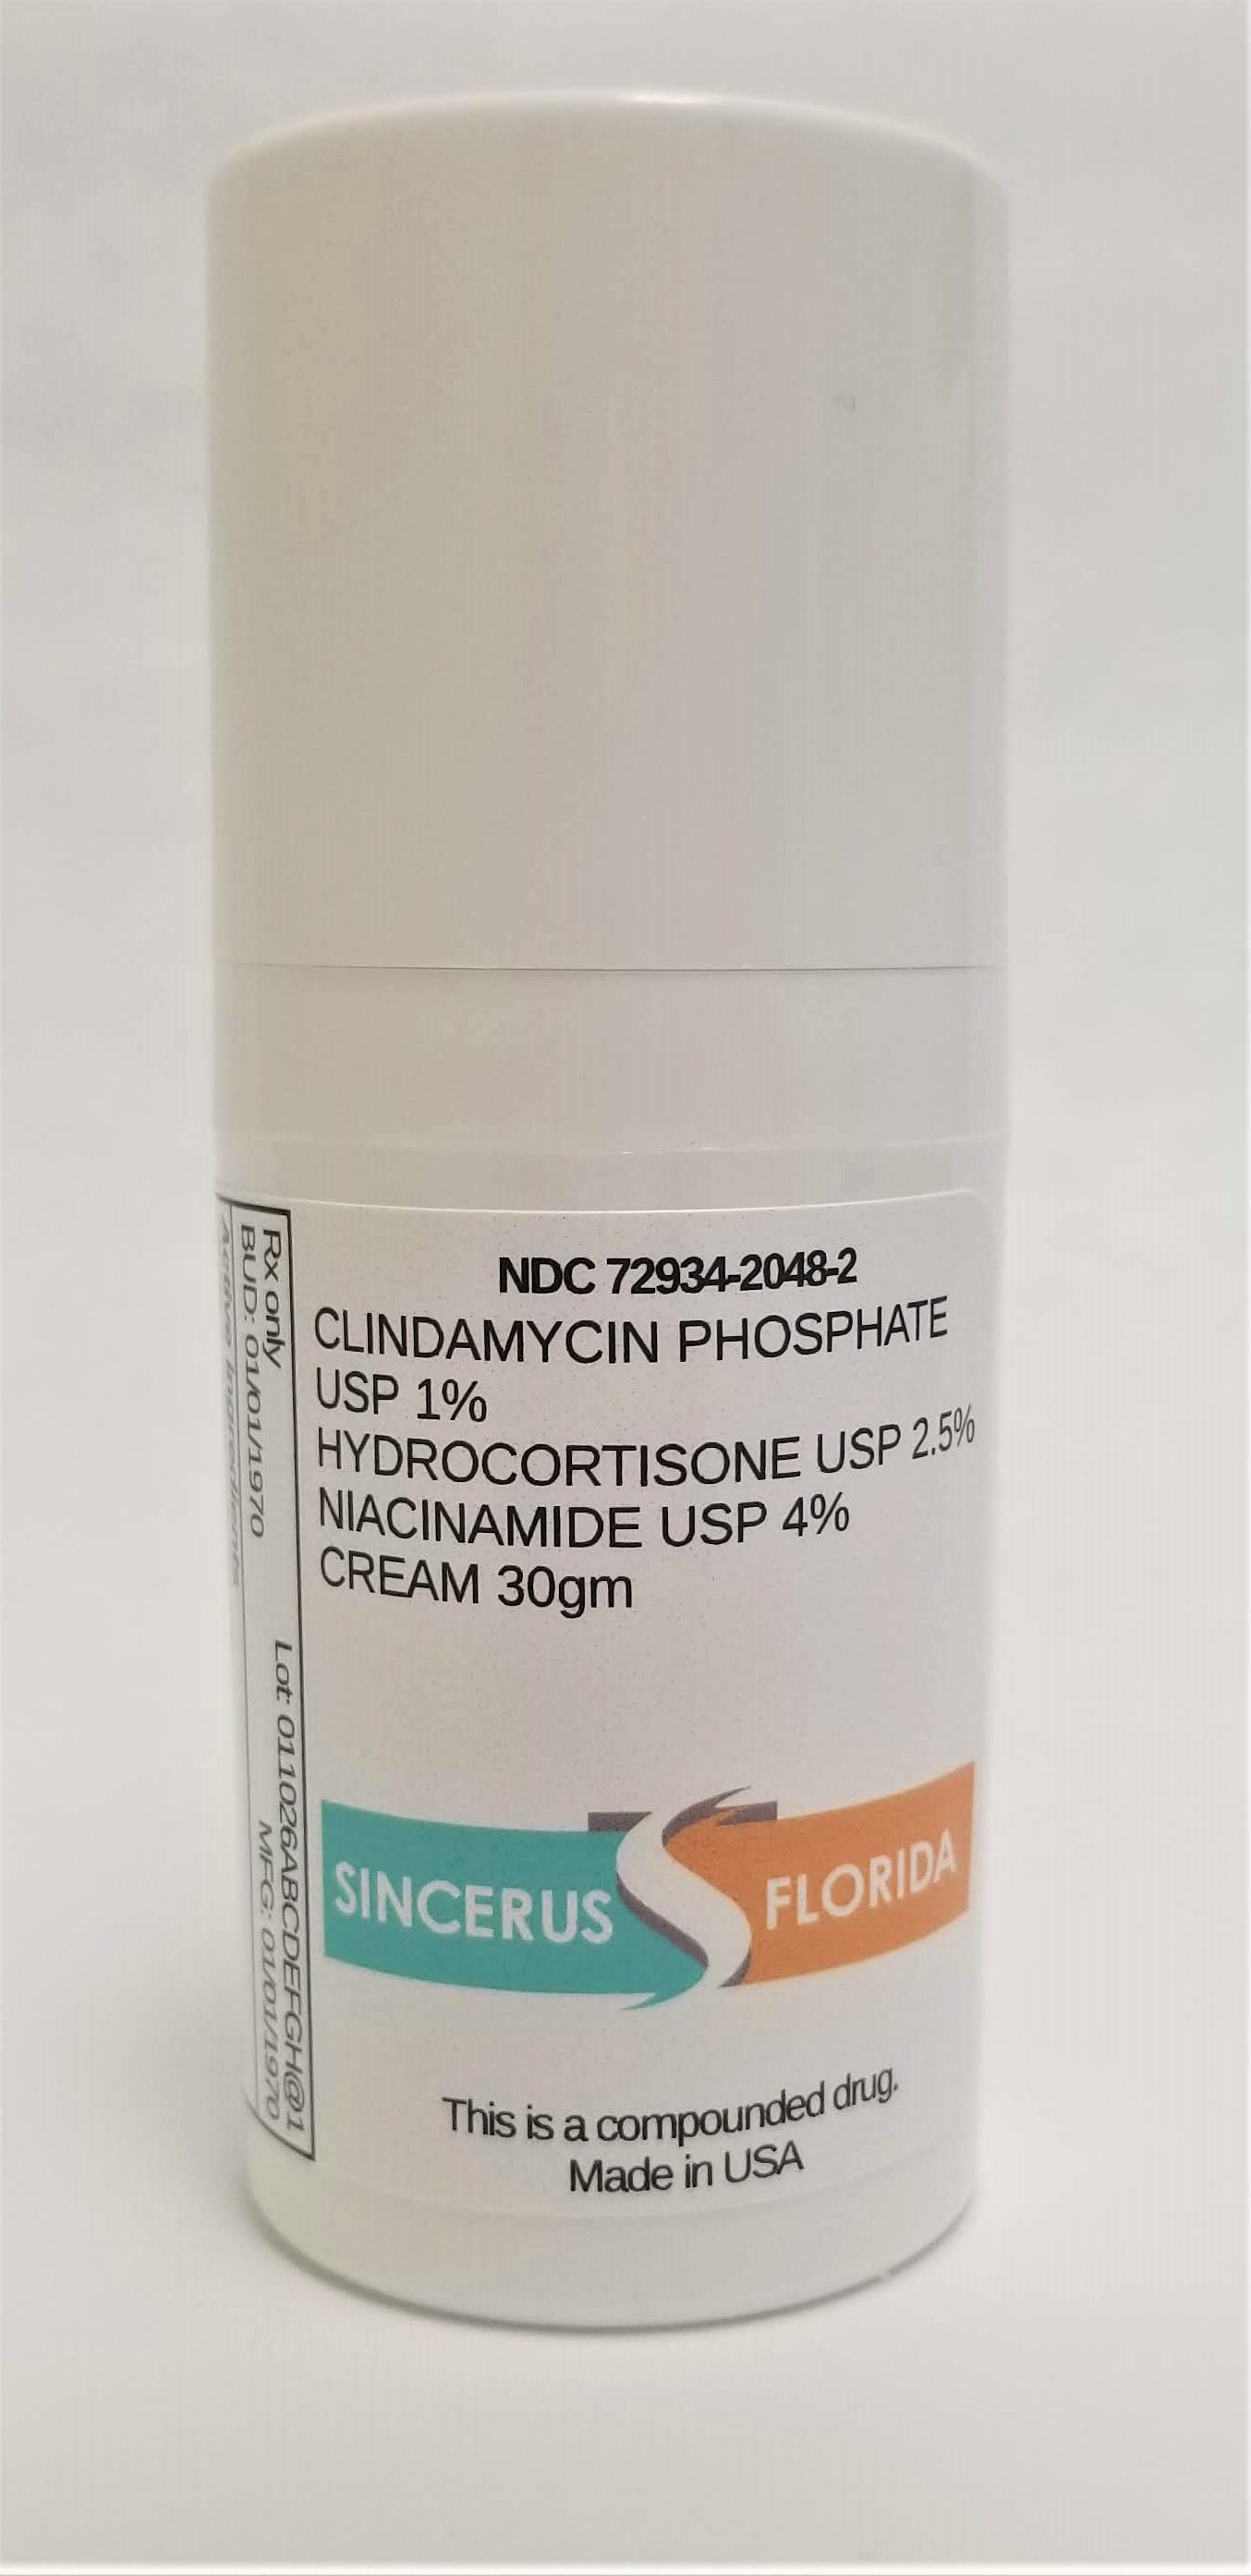 NDC 72934-2048-2
CLINDAMYCIN PHOSPHATE
USP 1%
HYDROCORTISONE USP 2.5%
NIACINAMIDE USP 4%
CREAM 30gm
SINCERUS FLORIDA
This is a compounded drug.
Made in USA
Rx only Lot: 011026ABCDEFGH@1
BUD: 01/01/1970 MFG: 01/01/1970
Active Ingredients